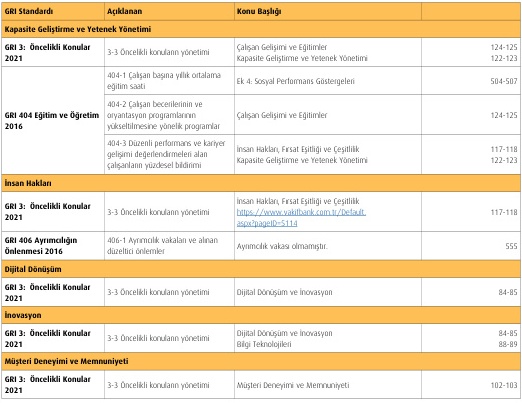 GRI Standardı Açıklanan Konu Başlığı
Kapasite Geliştirme ve Yetenek Yönetimi
GRI 3: Öncelikli Konular
2021
3-3 Öncelikli konuların yönetimi
Çalışan Gelişimi ve Eğitimler 124-125
Kapasite Geliştirme ve Yetenek Yönetimi 122-123
GRI 404 Eğitim ve Öğretim
2016
404-1 Çalışan başına yıllık ortalama
eğitim saati
Ek 4: Sosyal Performans Göstergeleri 504-507
404-2 Çalışan becerilerinin ve
oryantasyon programlarının
yükseltilmesine yönelik programlar
Çalışan Gelişimi ve Eğitimler 124-125
404-3 Düzenli performans ve kariyer
gelişimi değerlendirmeleri alan
çalışanların yüzdesel bildirimi
İnsan Hakları, Fırsat Eşitliği ve Çeşitlilik 117-118
Kapasite Geliştirme ve Yetenek Yönetimi 122-123
İnsan Hakları
GRI 3: Öncelikli Konular
2021
3-3 Öncelikli konuların yönetimi
İnsan Hakları, Fırsat Eşitliği ve Çeşitlilik
https://www.vakifbank.com.tr/Default.
aspx?pageID=5114
117-118
GRI 406 Ayrımcılığın
Önlenmesi 2016
406-1 Ayrımcılık vakaları ve alınan
düzeltici önlemler
Ayrımcılık vakası olmamıştır. 555
Dijital Dönüşüm
GRI 3: Öncelikli Konular
2021
3-3 Öncelikli konuların yönetimi
Dijital Dönüşüm ve İnovasyon 84-85
İnovasyon
GRI 3: Öncelikli Konular
2021
3-3 Öncelikli konuların yönetimi
Dijital Dönüşüm ve İnovasyon 84-85
Bilgi Teknolojileri 88-89
Müşteri Deneyimi ve Memnuniyeti
GRI 3: Öncelikli Konular
2021
3-3 Öncelikli konuların yönetimi
Müşteri Deneyimi ve Memnuniyeti 102-103